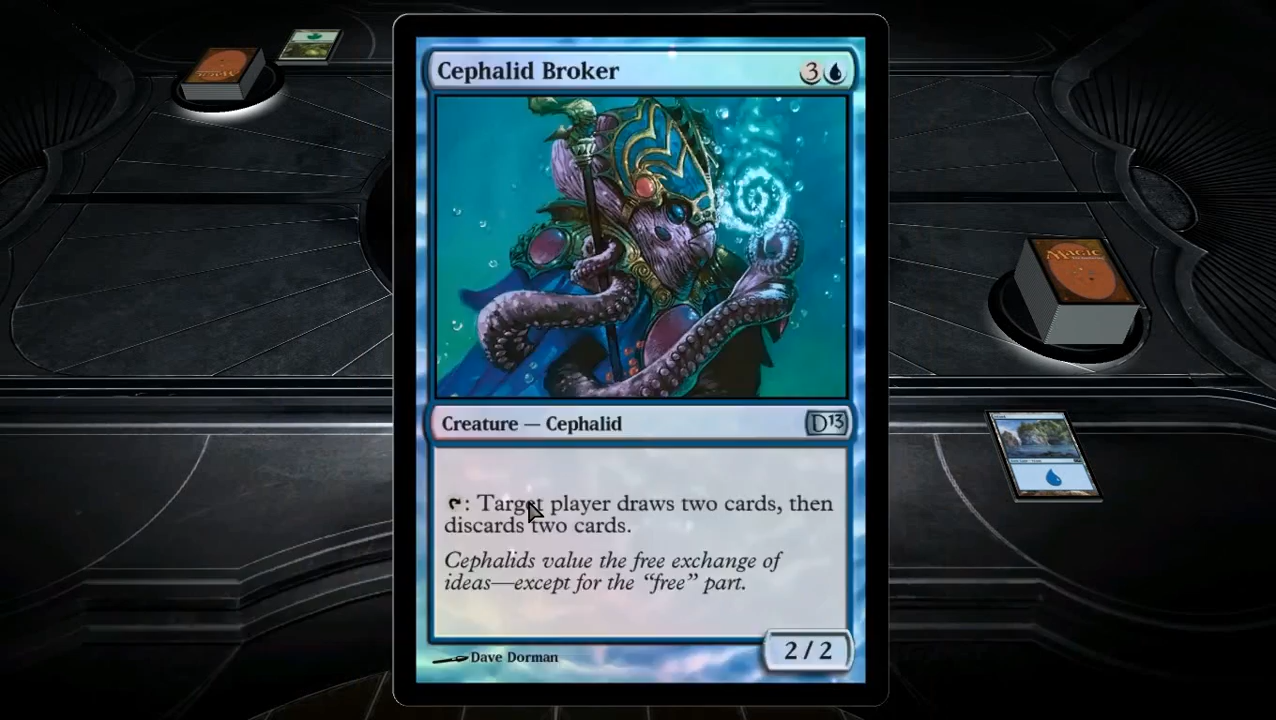 Cephalid Broker 3
Creature — Cephalid D13
: Target player draws two cards, then
discards two cards.
Cephalids value the free exchange of
ideas—except for the “free” part.
Dave Dorman 2 / 2
MAGIC